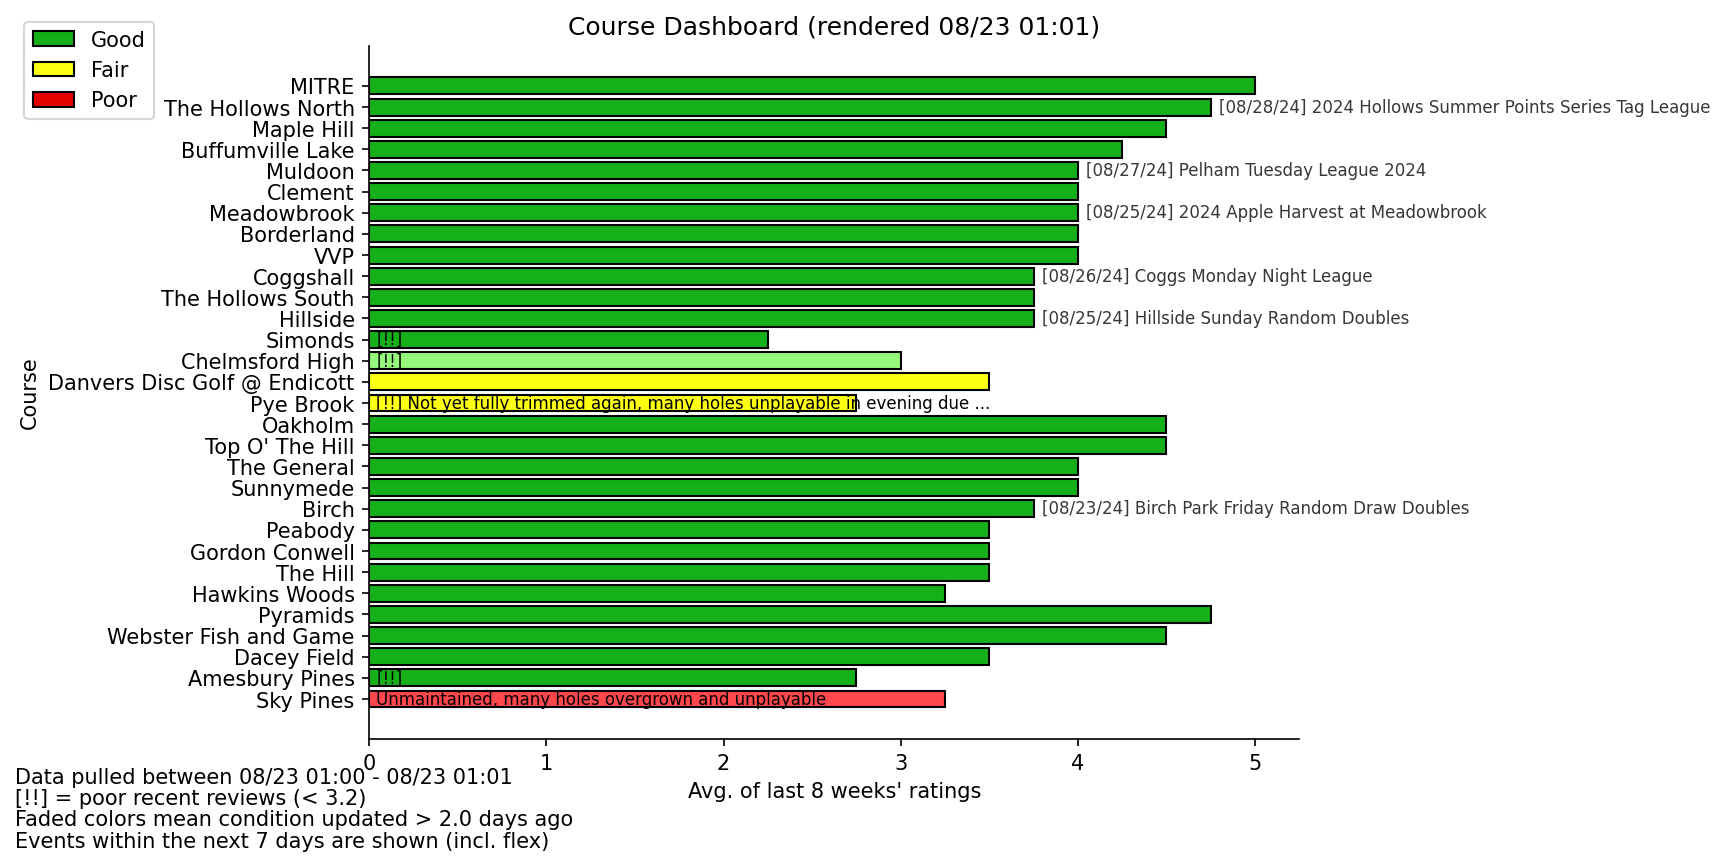 Course Dashboard (rendered 08/23 01:01)
Good
Fair
Poor
MITRE
The Hollows North [08/28/24] 2024 Hollows Summer Points Series Tag League
Maple Hill
Buffumville Lake
Muldoon [08/27/24] Pelham Tuesday League 2024
Clement
Meadowbrook [08/25/24] 2024 Apple Harvest at Meadowbrook
Borderland
VVP
Coggshall [08/26/24] Coggs Monday Night League
The Hollows South
Hillside [08/25/24] Hillside Sunday Random Doubles
Simonds [!!]
Chelmsford High [!!]
Danvers Disc Golf @ Endicott
Pye Brook [!!] Not yet fully trimmed again, many holes unplayable in evening due ...
Oakholm
Top O' The Hill
The General
Sunnymede
Birch [08/23/24] Birch Park Friday Random Draw Doubles
Peabody
Gordon Conwell
The Hill
Hawkins Woods
Pyramids
Webster Fish and Game
Dacey Field
Amesbury Pines [!!]
Sky Pines Unmaintained, many holes overgrown and unplayable
Course
0 1 2 3 4 5
Avg. of last 8 weeks' ratings
Data pulled between 08/23 01:00 - 08/23 01:01
[!!] = poor recent reviews (< 3.2)
Faded colors mean condition updated > 2.0 days ago
Events within the next 7 days are shown (incl. flex)